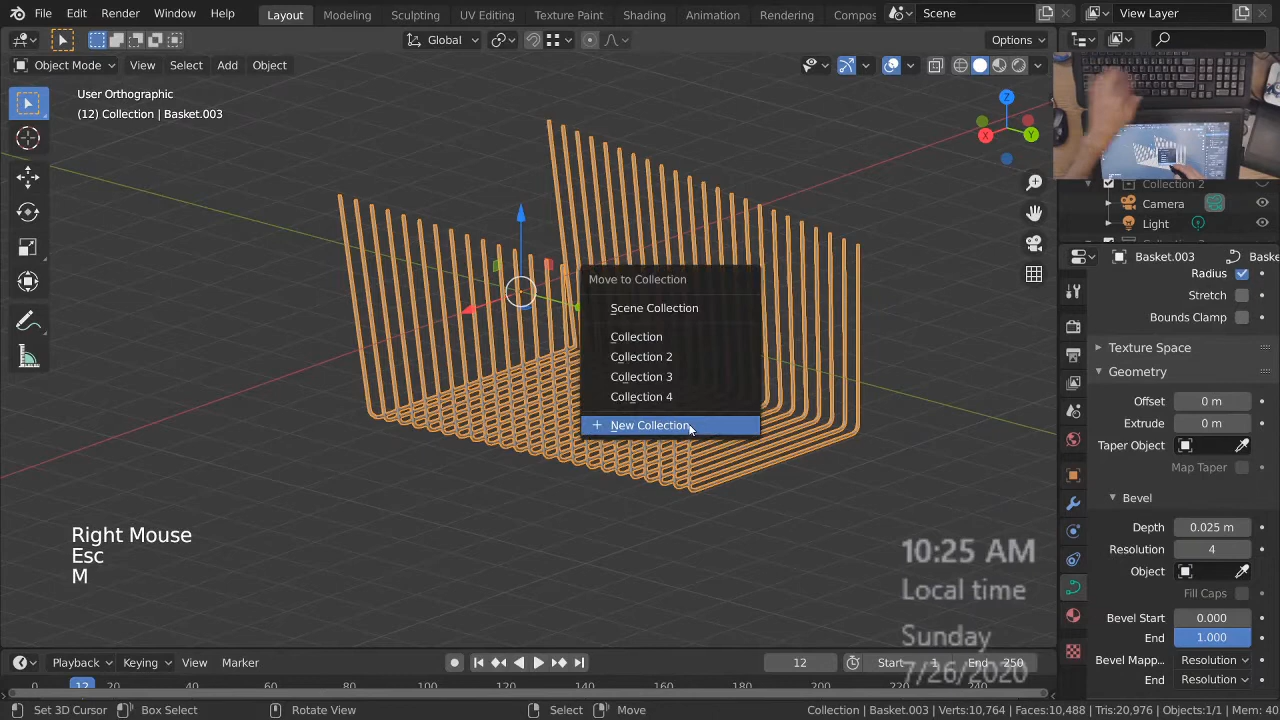 File Edit Render Window Help Layout Modeling Sculpting UV Editing Texture Paint Shading Animation Rendering Compos Scene View Layer
Global Options
Object Mode View Select Add Object
User Orthographic
(12) Collection | Basket.003
Z
X Y
Collection 2
Camera
Light
Basket.003 Baske
Radius
Stretch
Bounds Clamp
Texture Space
Geometry
Offset 0 m
Extrude 0 m
Taper Object
Map Taper
Bevel
Depth 0.025 m
Resolution 4
Object
Fill Caps
Bevel Start 0.000
End 1.000
Bevel Mapp... Resolution
End Resolution
Move to Collection
Scene Collection
Collection
Collection 2
Collection 3
Collection 4
+ New Collection
Right Mouse
Esc
M
10:25 AM
Local time
Sunday
7/26/2020
Playback Keying View Marker 12 Start 1 End 250
0 12 20 40 60 80 100 120 140 160 180 200 220 240
Set 3D Cursor Box Select Rotate View Select Move Collection | Basket.003 | Verts:10,764 | Faces:10,488 | Tris:20,976 | Objects:1/1 | Mem: 40